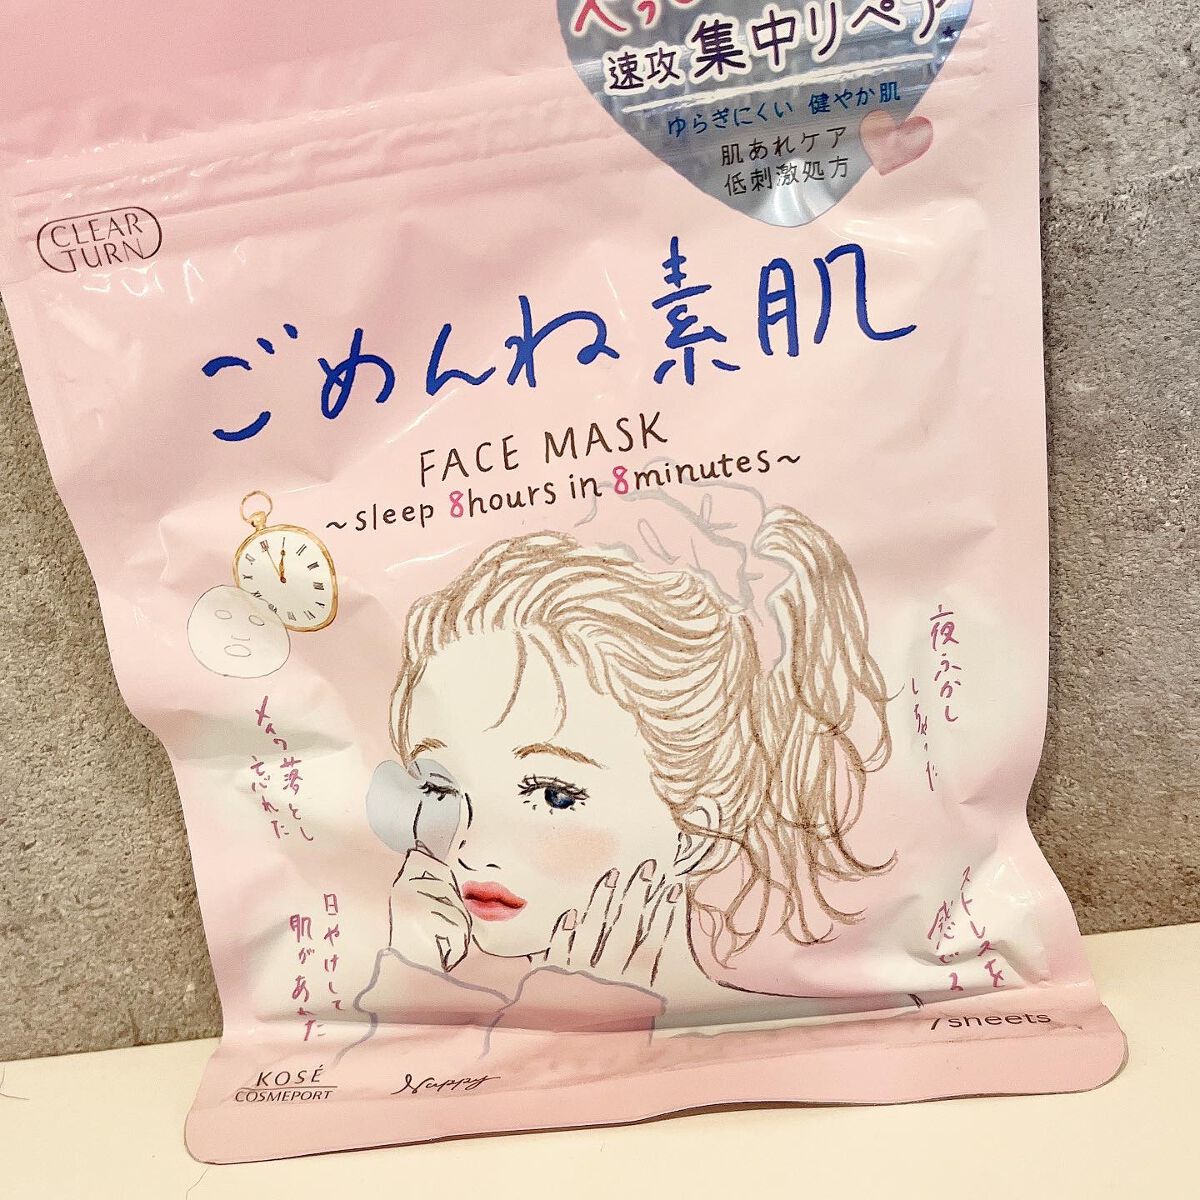 速攻 集中リペア*
ゆらぎにくい 健やか肌
肌あれケア
低刺激処方
CLEAR
TURN
ごめんね素肌
FACE MASK
~sleep 8hours in 8minutes~
夜ふかし
しちゃった
メイク落とし
忘れた
ストレスを
感じる
日やけして
肌があれた
7sheets
KOSÉ
COSMEPORT
Nappy